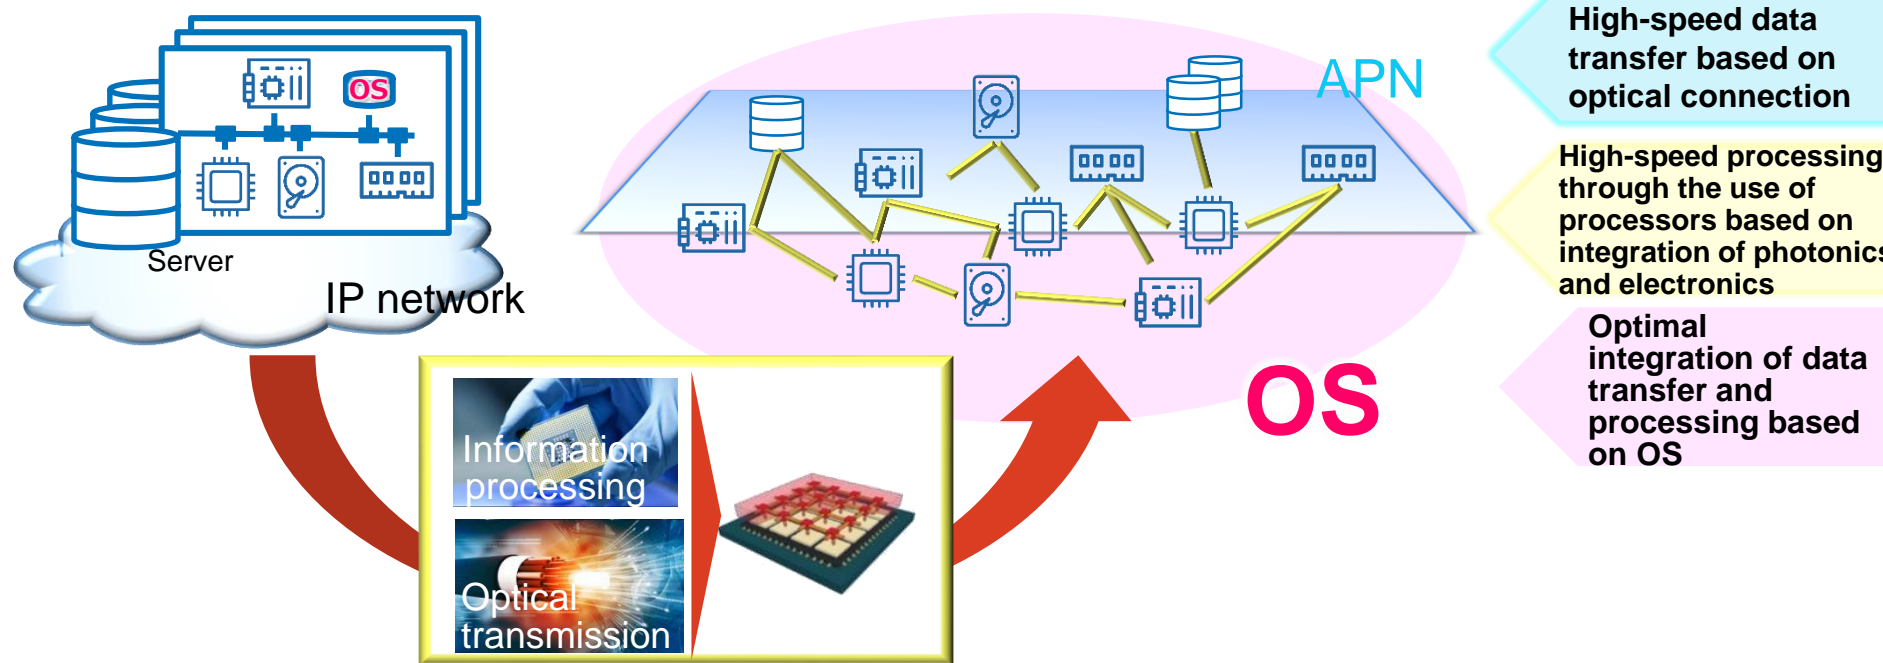 OS
Server
IP network
APN
OS
Information
processing
Optical
transmission
High-speed data
transfer based on
optical connection
High-speed processing
through the use of
processors based on
integration of photonics
and electronics
Optimal
integration of data
transfer and
processing based
on OS